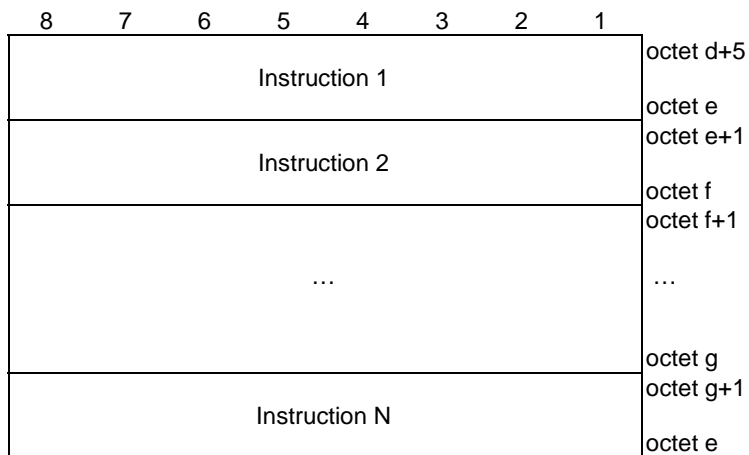 8 7 6 5 4 3 2 1
octet d+5
Instruction 1
octet e
octet e+1
Instruction 2
octet f
octet f+1
… …
octet g
octet g+1
Instruction N
octet e